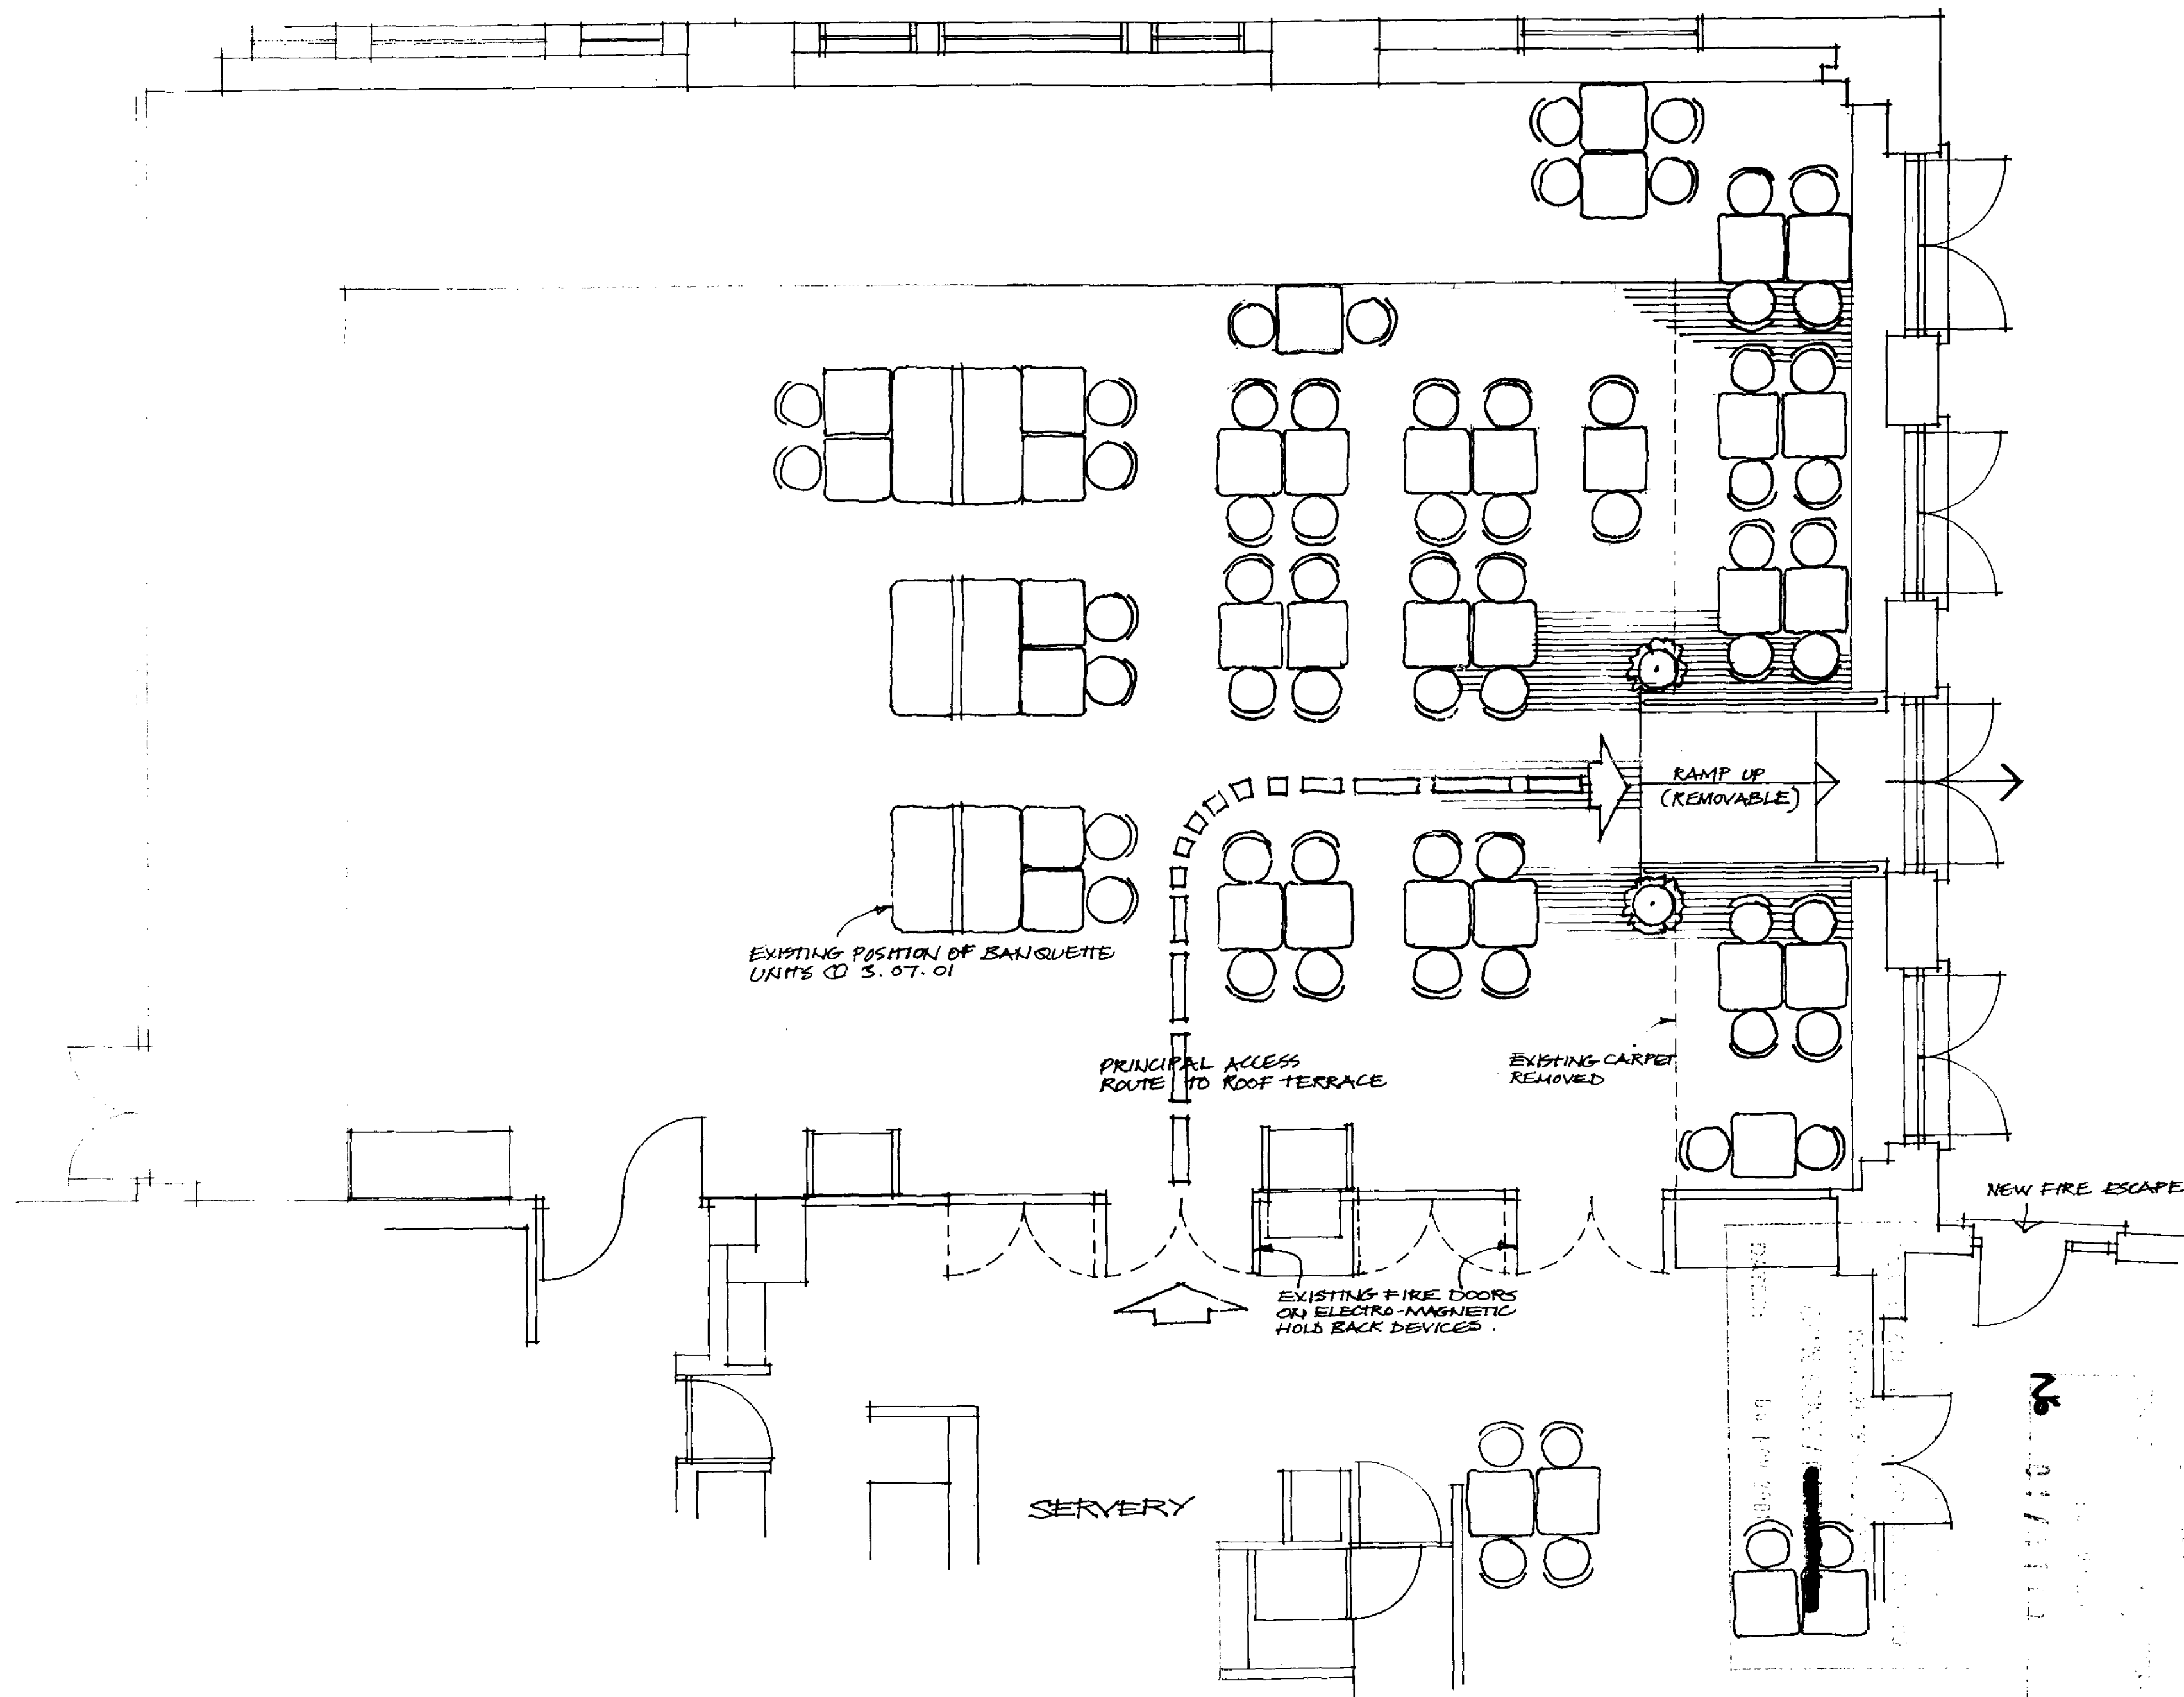 RAMP UP
(REMOVABLE)
EXISTING POSITION OF BANQUETTE
UNITS @ 3.07.01
PRINCIPAL ACCESS
ROUTE TO ROOF TERRACE
EXISTING CARPET
REMOVED
NEW FIRE ESCAPE
EXISTING FIRE DOORS
ON ELECTRO-MAGNETIC
HOLD BACK DEVICES.
SERVERY